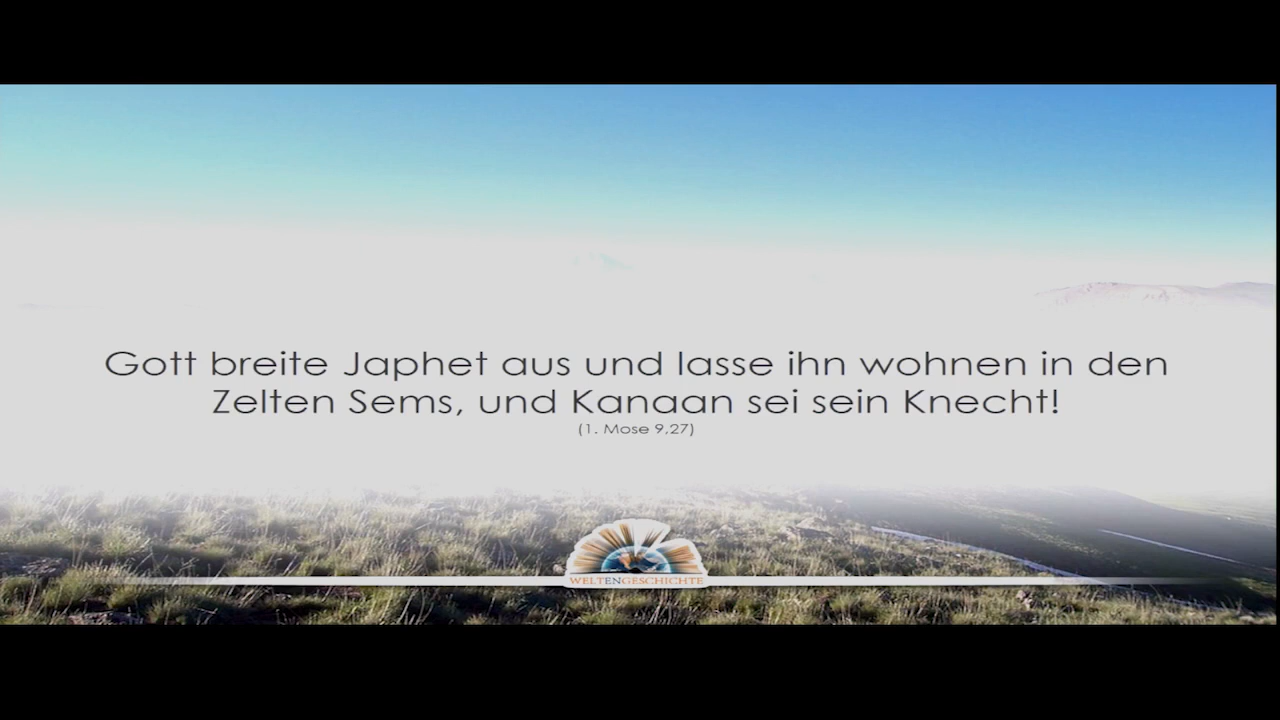 Gott breite Japhet aus und lasse ihn wohnen in den
Zelten Sems, und Kanaan sei sein Knecht!
(1. Mose 9,27)
WELTENGESCHICHTE